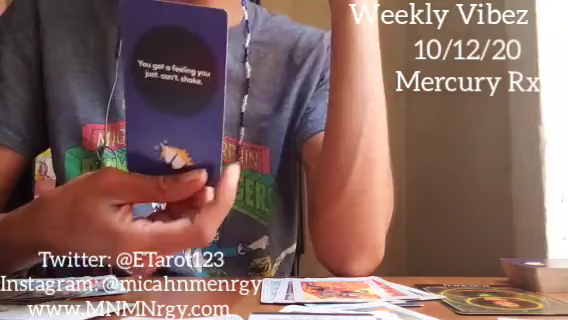 Weekly Vibez
10/12/20
Mercury Rx
You got a feeling you
just can't shake.
Twitter: @ETarot123
Instagram: @micahnmenrgy
www.MNMNrgy.com